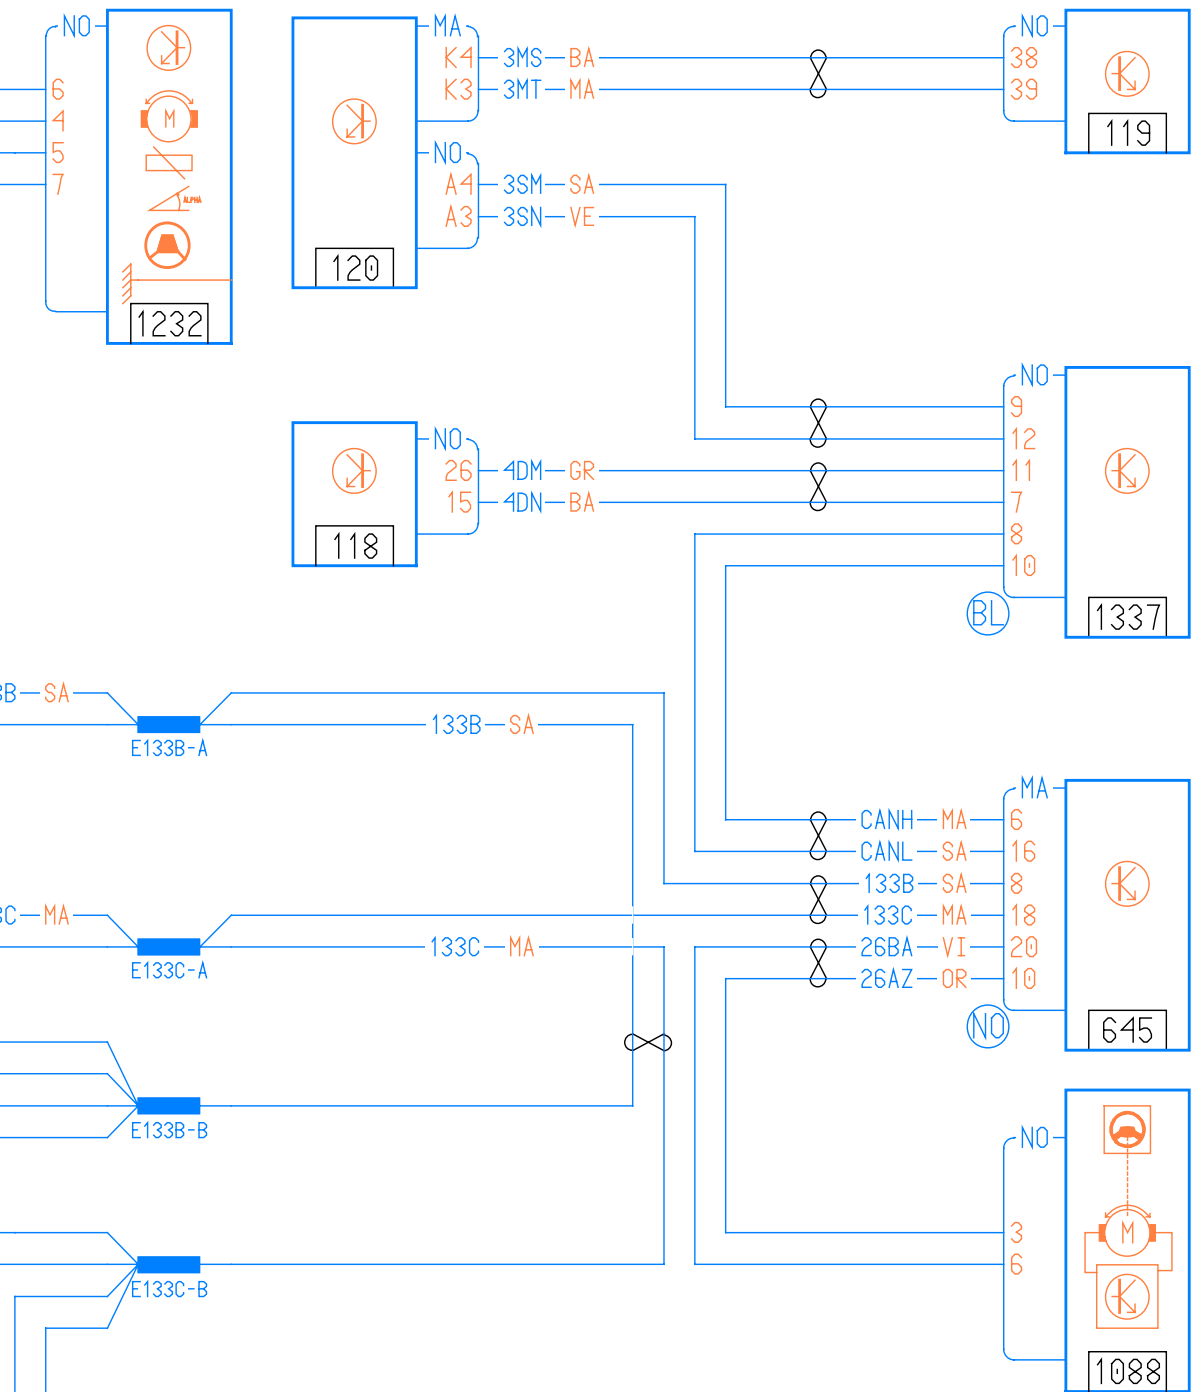 NO
6
4
5
7
M
ALPHA
1232
MA
K4 3MS BA
K3 3MT MA
NO
A4 3SM SA
A3 3SN VE
120
NO
38
39
119
NO
26 4DM GR
15 4DN BA
118
NO
9
12
11
7
8
10
BL
1337
B SA
133B SA
E133B-A
MA
CANH MA 6
CANL SA 16
133B SA 8
133C MA 18
26BA VI 20
26AZ OR 10
NO
645
C MA
133C MA
E133C-A
E133B-B
E133C-B
NO
3
6
M
1088